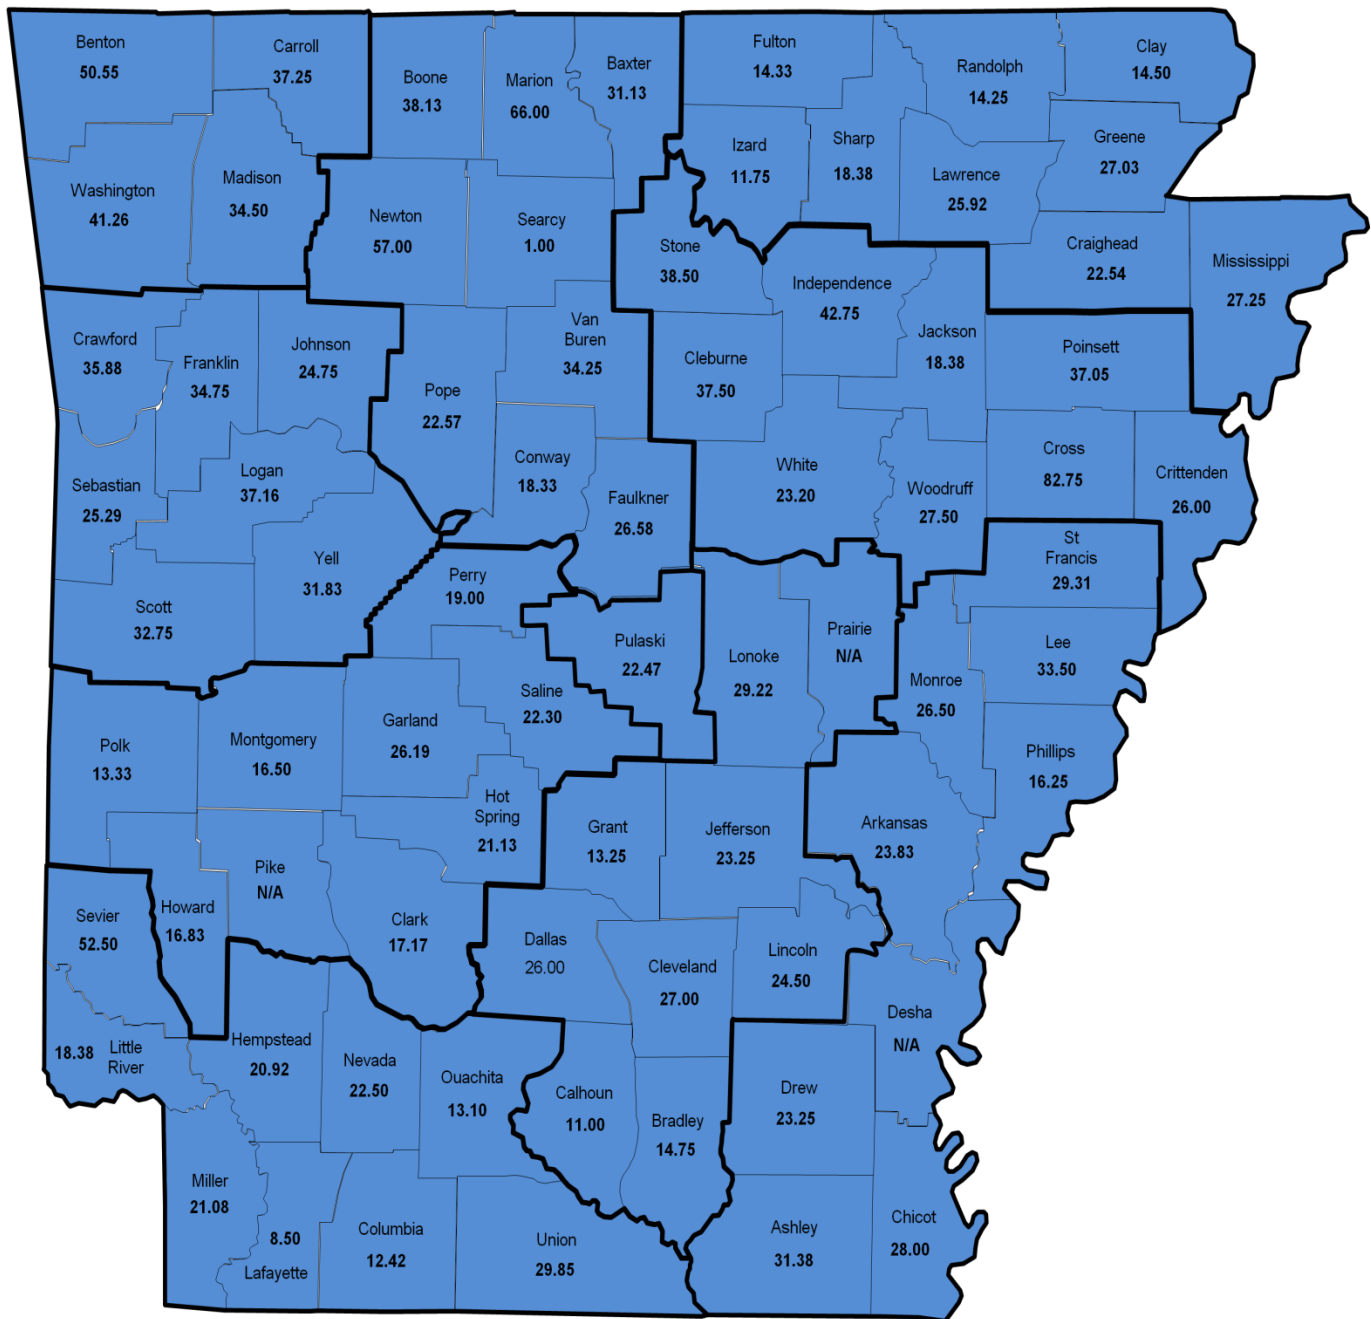 Benton
50.55
Carroll
37.25
Boone
38.13
Marion
66.00
Baxter
31.13
Fulton
14.33
Randolph
14.25
Clay
14.50
Washington
41.26
Madison
34.50
Newton
57.00
Searcy
1.00
Izard
11.75
Sharp
18.38
Lawrence
25.92
Greene
27.03
Stone
38.50
Independence
42.75
Craighead
22.54
Mississippi
27.25
Crawford
35.88
Franklin
34.75
Johnson
24.75
Pope
22.57
Van
Buren
34.25
Cleburne
37.50
Jackson
18.38
Poinsett
37.05
Sebastian
25.29
Logan
37.16
Conway
18.33
Faulkner
26.58
White
23.20
Woodruff
27.50
Cross
82.75
Crittenden
26.00
Scott
32.75
Yell
31.83
Perry
19.00
St
Francis
29.31
Pulaski
22.47
Lonoke
29.22
Prairie
N/A
Monroe
26.50
Lee
33.50
Polk
13.33
Montgomery
16.50
Garland
26.19
Saline
22.30
Phillips
16.25
Hot
Spring
21.13
Grant
13.25
Jefferson
23.25
Arkansas
23.83
Sevier
52.50
Howard
16.83
Pike
N/A
Clark
17.17
Dallas
26.00
Cleveland
27.00
Lincoln
24.50
Desha
N/A
18.38
Little
River
Hempstead
20.92
Nevada
22.50
Ouachita
13.10
Calhoun
11.00
Bradley
14.75
Drew
23.25
Miller
21.08
8.50
Lafayette
Columbia
12.42
Union
29.85
Ashley
31.38
Chicot
28.00